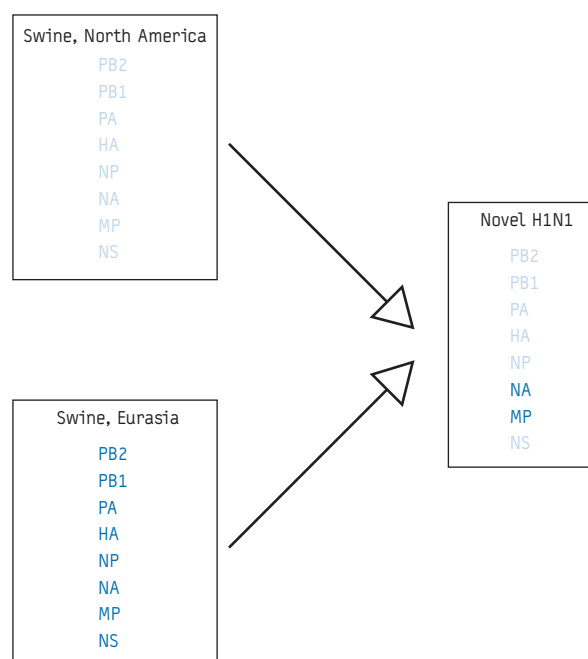 Swine, North America
PB2
PB1
PA
HA
NP
NA
MP
NS
Novel H1N1
PB2
PB1
PA
HA
NP
NA
MP
NS
Swine, Eurasia
PB2
PB1
PA
HA
NP
NA
MP
NS